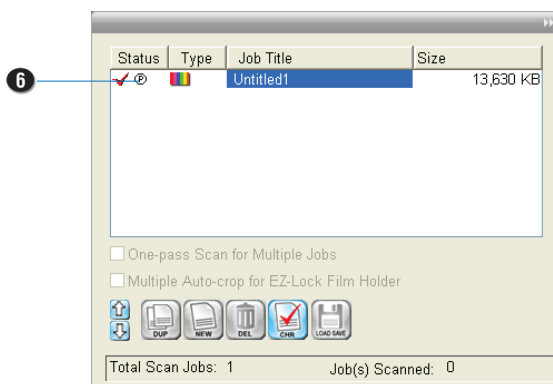 Status Type Job Title Size
6 P Untitled1 13,630 KB
One-pass Scan for Multiple Jobs
Multiple Auto-crop for EZ-Lock Film Holder
DUP NEW DEL CHR LOAD SAVE
Total Scan Jobs: 1 Job(s) Scanned: 0